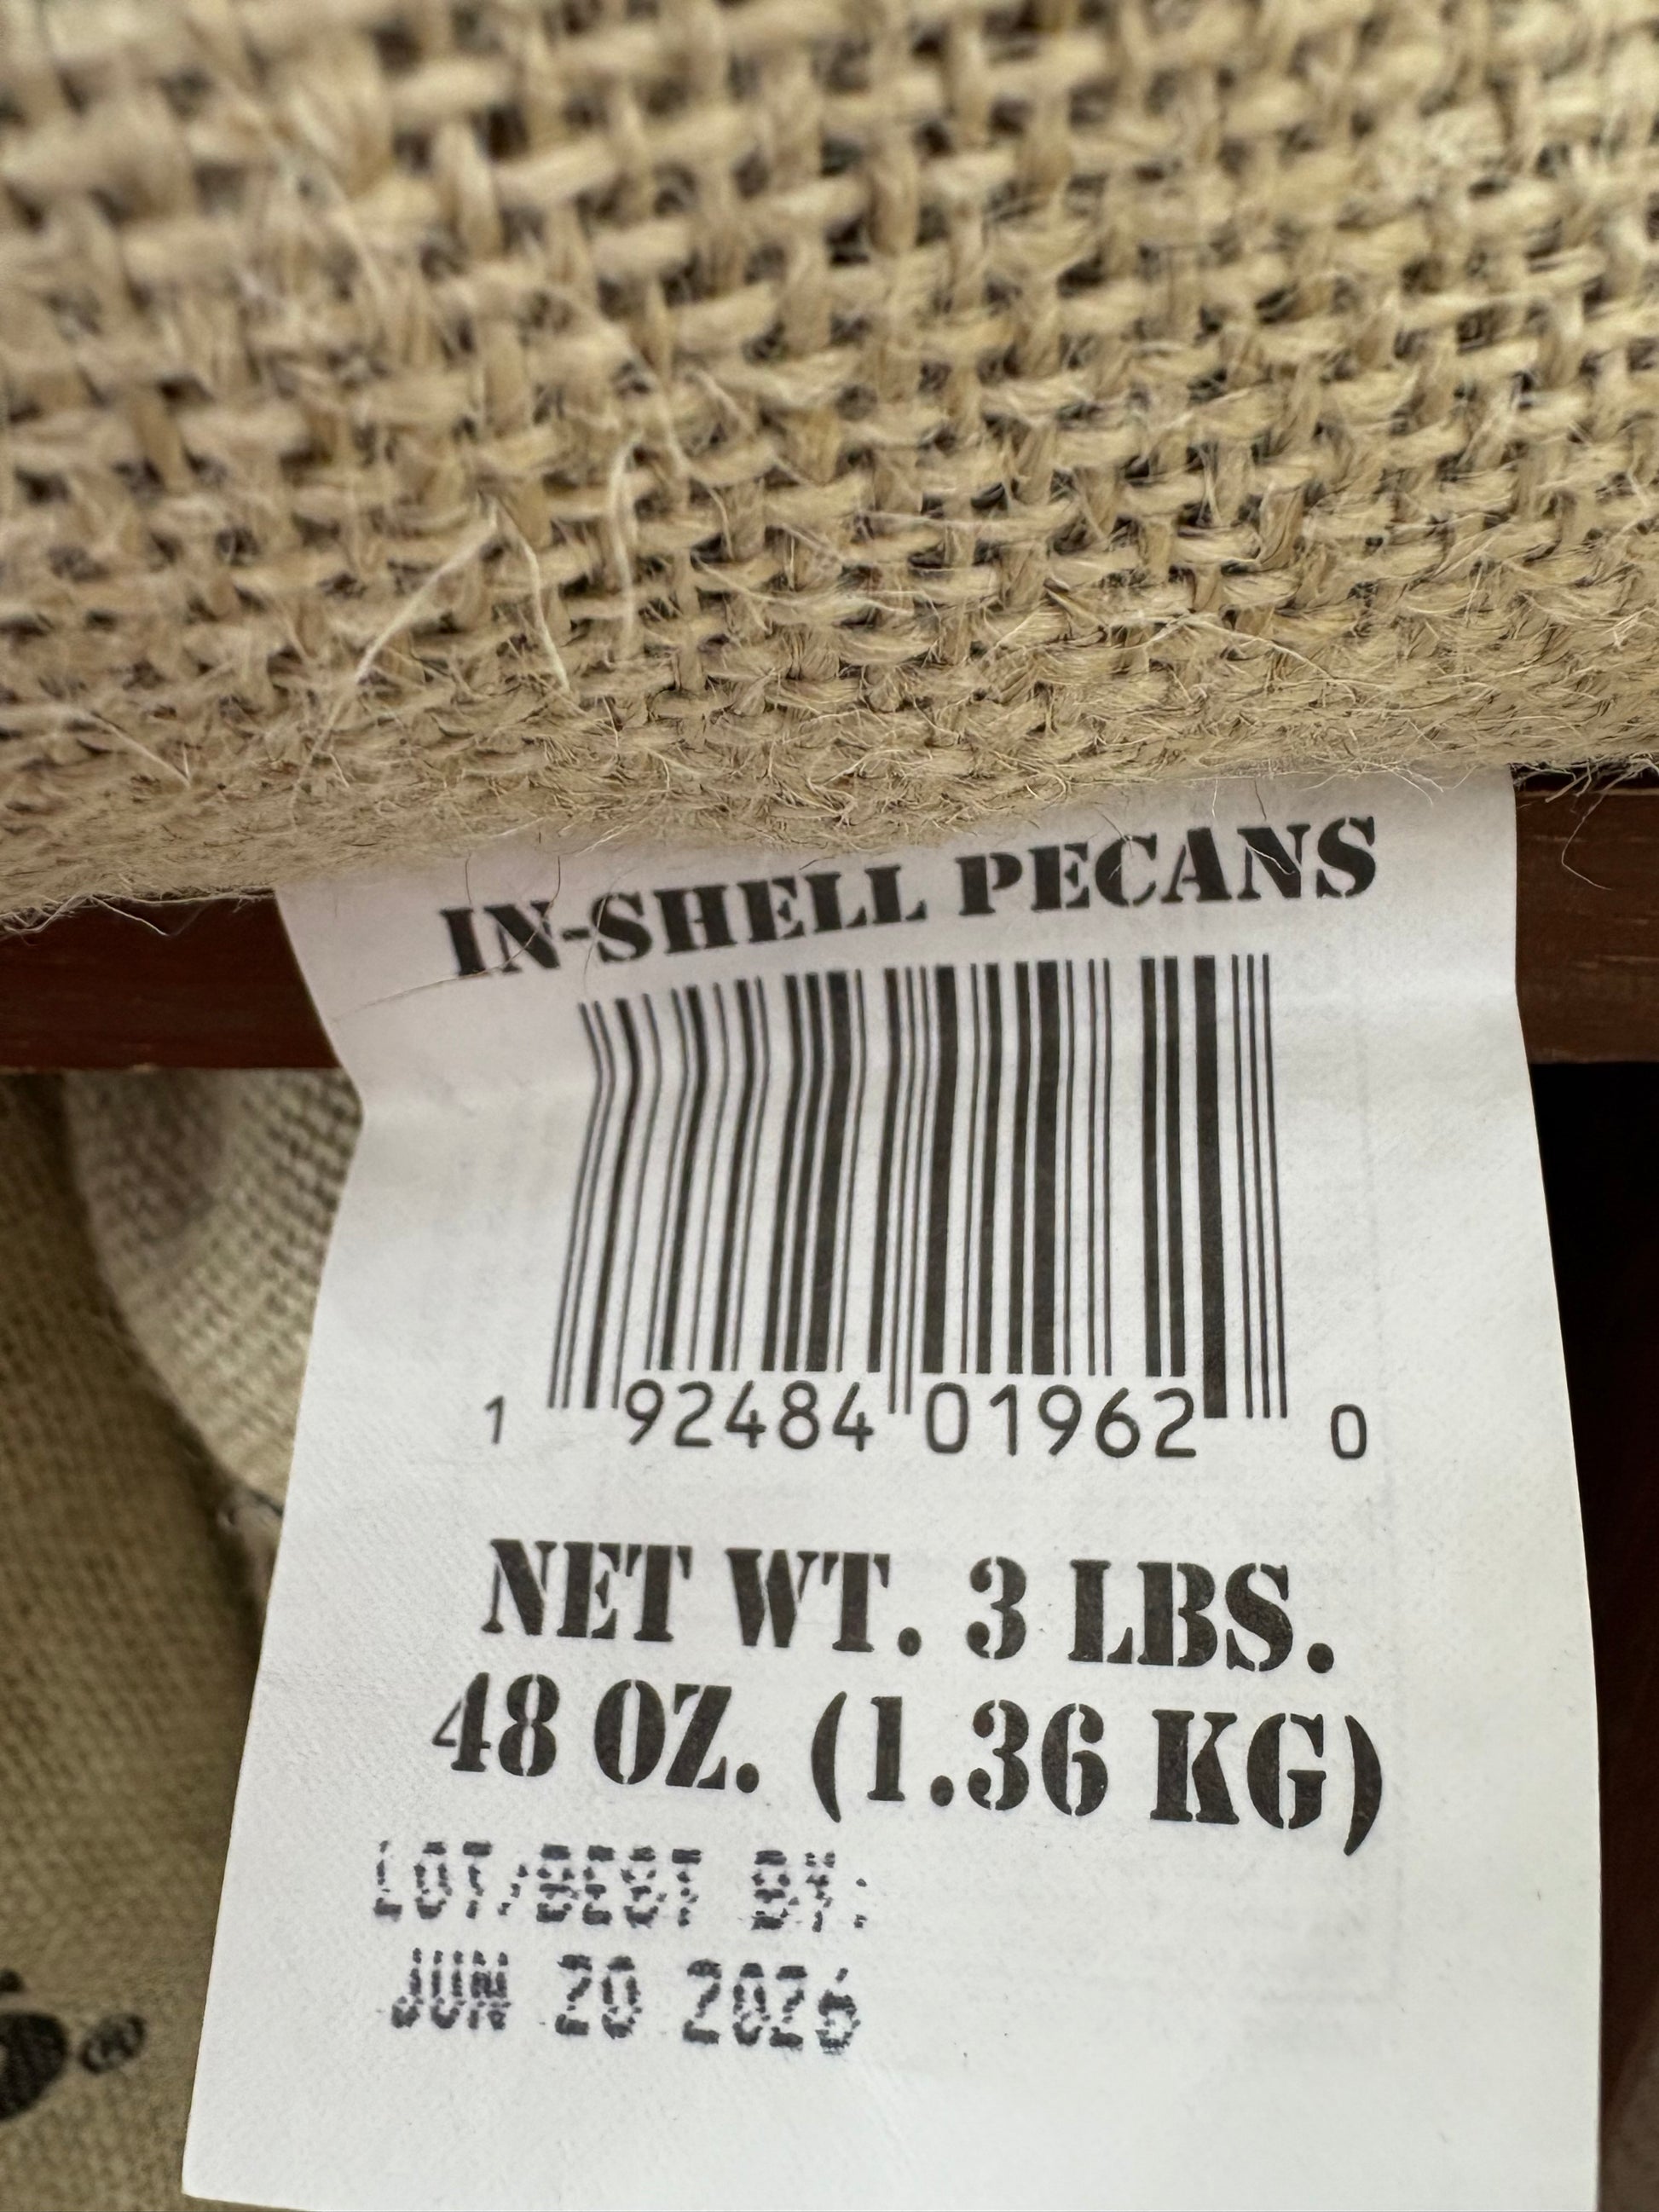 IN-SHELL PECANS
1 92484 01962 0
NET WT. 3 LBS.
48 OZ. (1.36 KG)
LOT/BEST BY:
JUN 20 2026
®